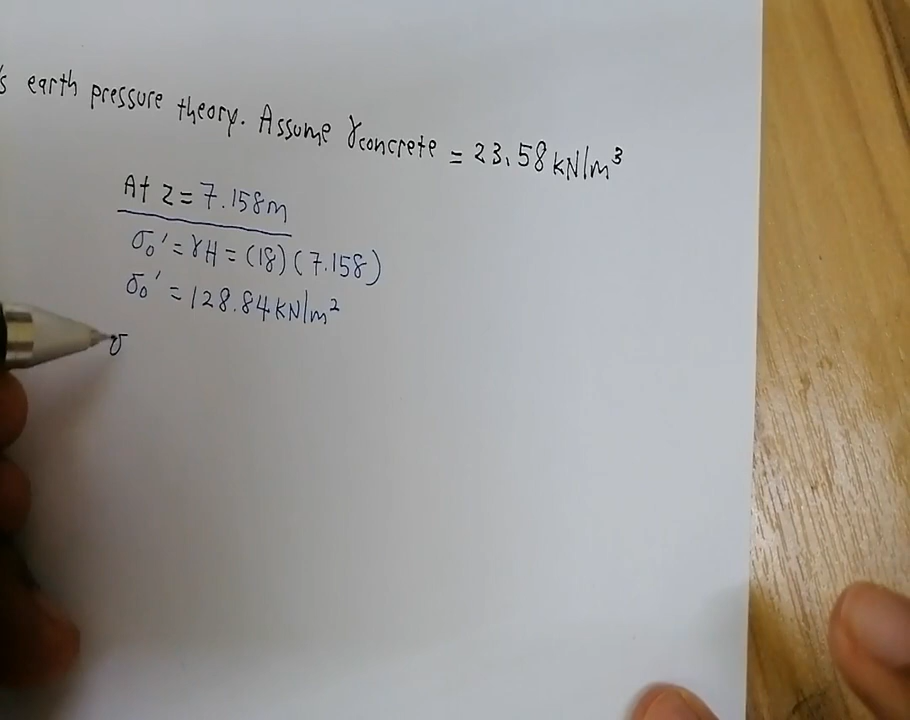 's earth pressure theory. Assume γconcrete = 23.58 kN/m³
At z = 7.158m
σ₀' = γH = (18)(7.158)
σ₀' = 128.84 kN/m²
σ